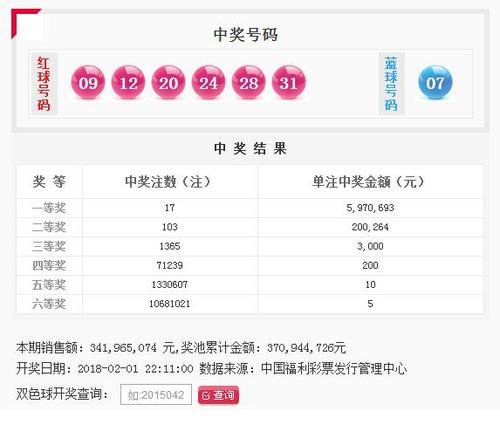 中奖号码
红球号码 09 12 20 24 28 31 蓝球号码 07
中 奖 结 果
奖 等 中奖注数（注） 单注中奖金额（元）
一等奖 17 5,970,693
二等奖 103 200,264
三等奖 1365 3,000
四等奖 71239 200
五等奖 1330607 10
六等奖 10681021 5
本期销售额：341,965,074 元,奖池累计金额：370,944,726元
开奖日期：2018-02-01 22:11:00 数据来源：中国福利彩票发行管理中心
双色球开奖查询： 如:2015042 查询